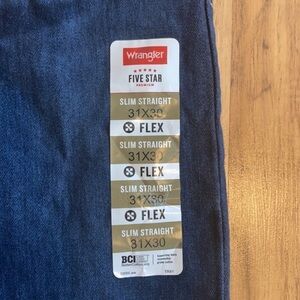 Wrangler
FIVE STAR
PREMIUM
SLIM STRAIGHT
31X30
FLEX
SLIM STRAIGHT
31X30
FLEX
SLIM STRAIGHT
31X30
FLEX
SLIM STRAIGHT
31X30
BCI